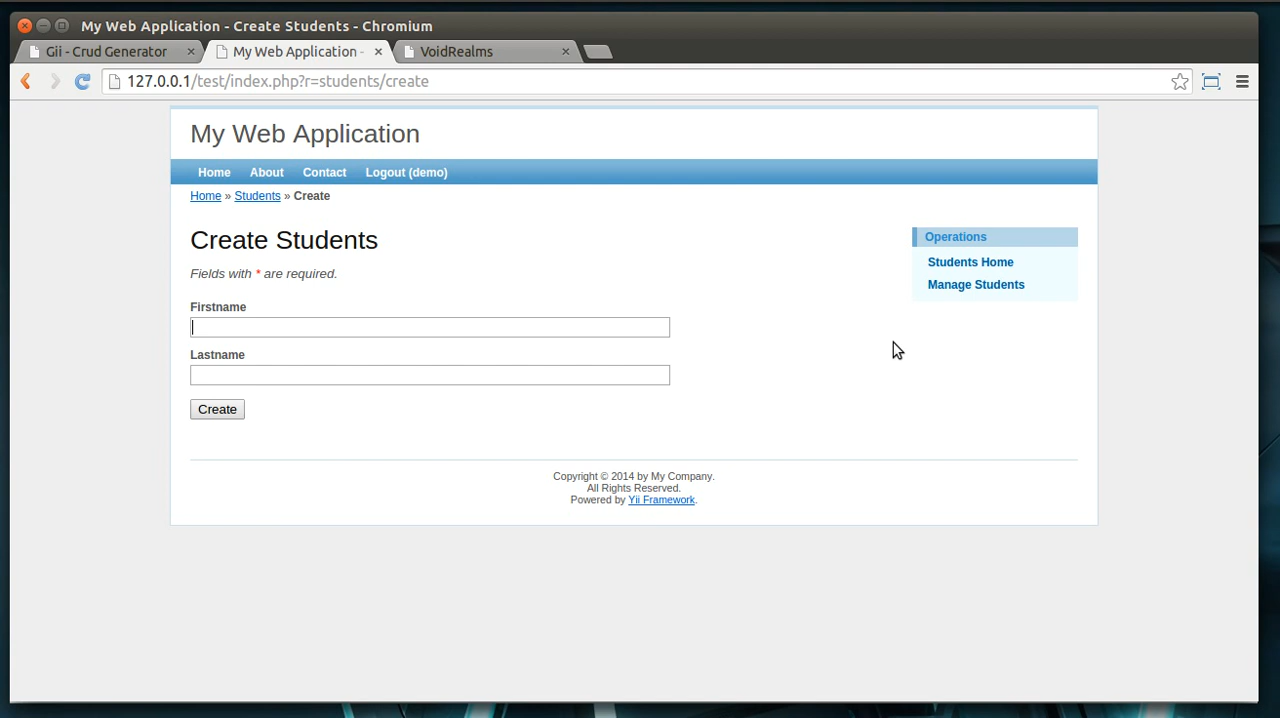 My Web Application - Create Students - Chromium
Gii - Crud Generator
My Web Application -
VoidRealms
127.0.0.1/test/index.php?r=students/create
My Web Application
Home About Contact Logout (demo)
Home » Students » Create
Create Students
Fields with * are required.
Firstname
Lastname
Create
Operations
Students Home
Manage Students
Copyright © 2014 by My Company.
All Rights Reserved.
Powered by Yii Framework.